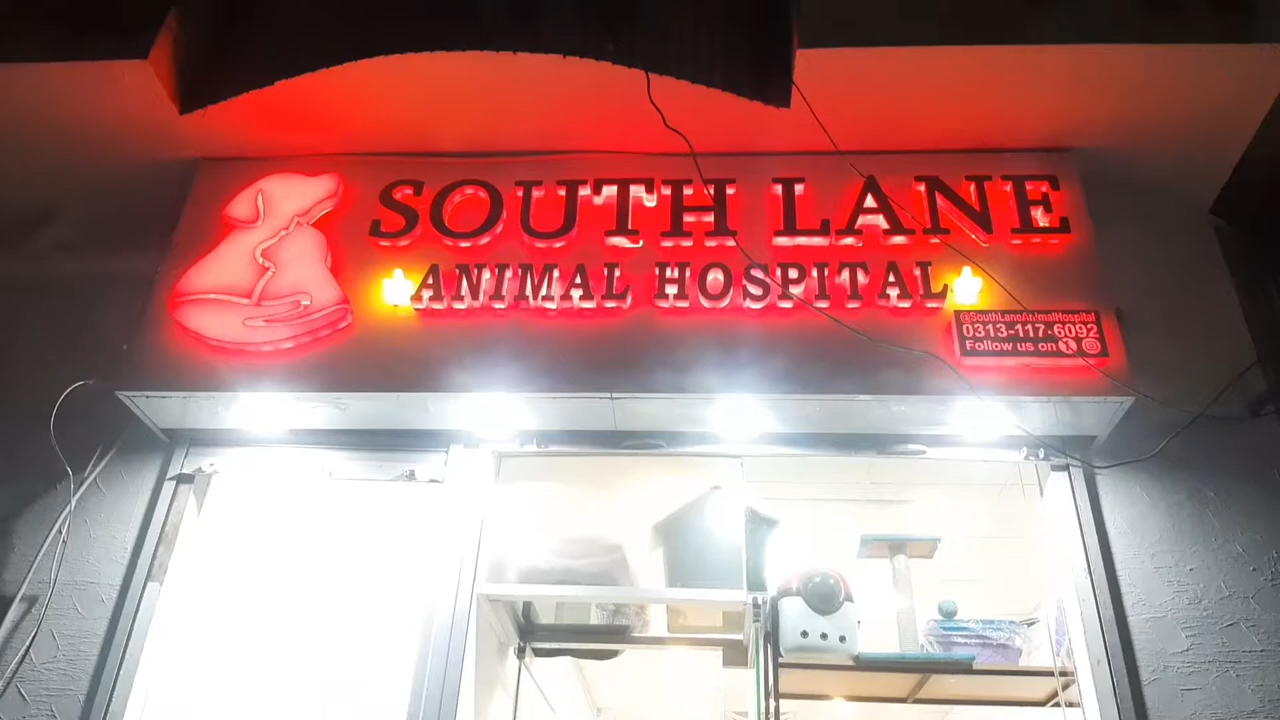 SOUTH LANE
ANIMAL HOSPITAL
@SouthLaneAnimalHospital
0313-117-6092
Follow us on